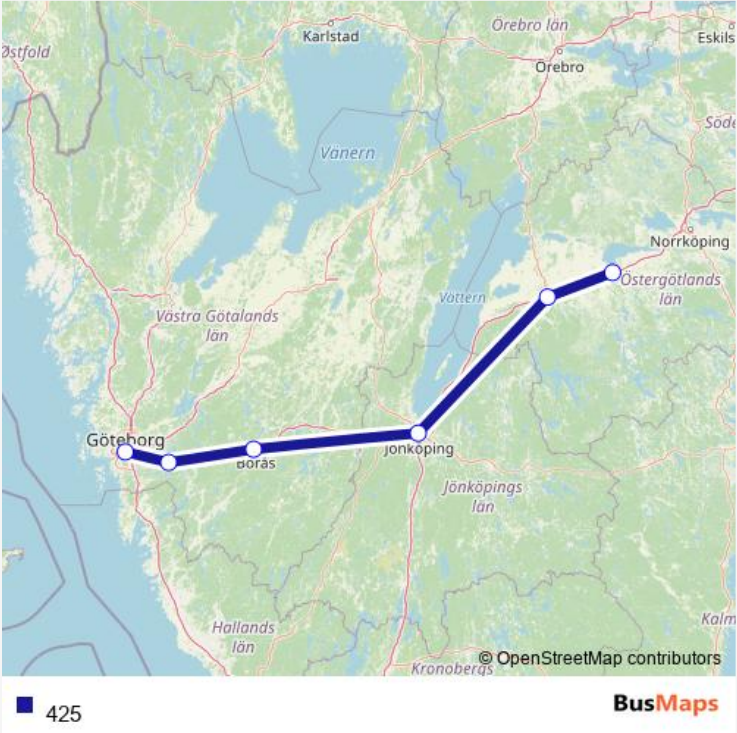 Karlstad
Örebro län
Eskils
Østfold
Örebro
Söde
Vänern
Norrköping
Vättern
Östergötlands
län
Västra Götalands
län
Göteborg
Borås
Jönköping
Jönköpings
län
Hallands
län
Kalm
Kronobergs
© OpenStreetMap contributors
425
BusMaps